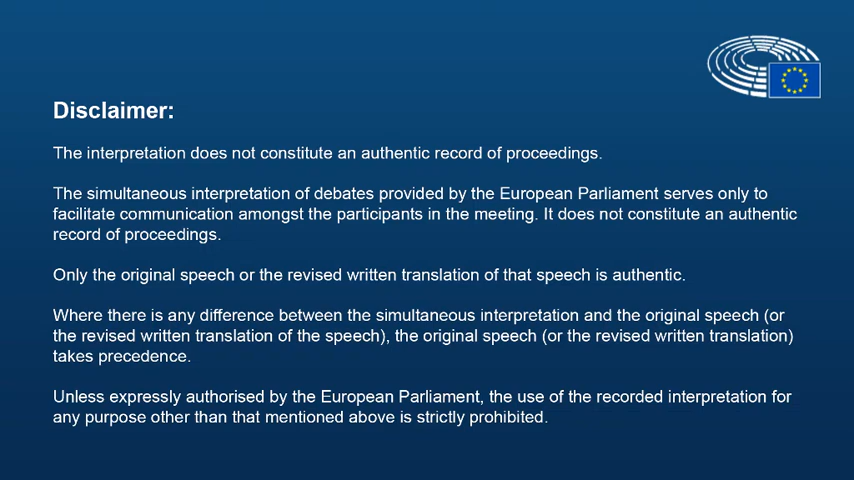 Disclaimer:
The interpretation does not constitute an authentic record of proceedings.
The simultaneous interpretation of debates provided by the European Parliament serves only to
facilitate communication amongst the participants in the meeting. It does not constitute an authentic
record of proceedings.
Only the original speech or the revised written translation of that speech is authentic.
Where there is any difference between the simultaneous interpretation and the original speech (or
the revised written translation of the speech), the original speech (or the revised written translation)
takes precedence.
Unless expressly authorised by the European Parliament, the use of the recorded interpretation for
any purpose other than that mentioned above is strictly prohibited.